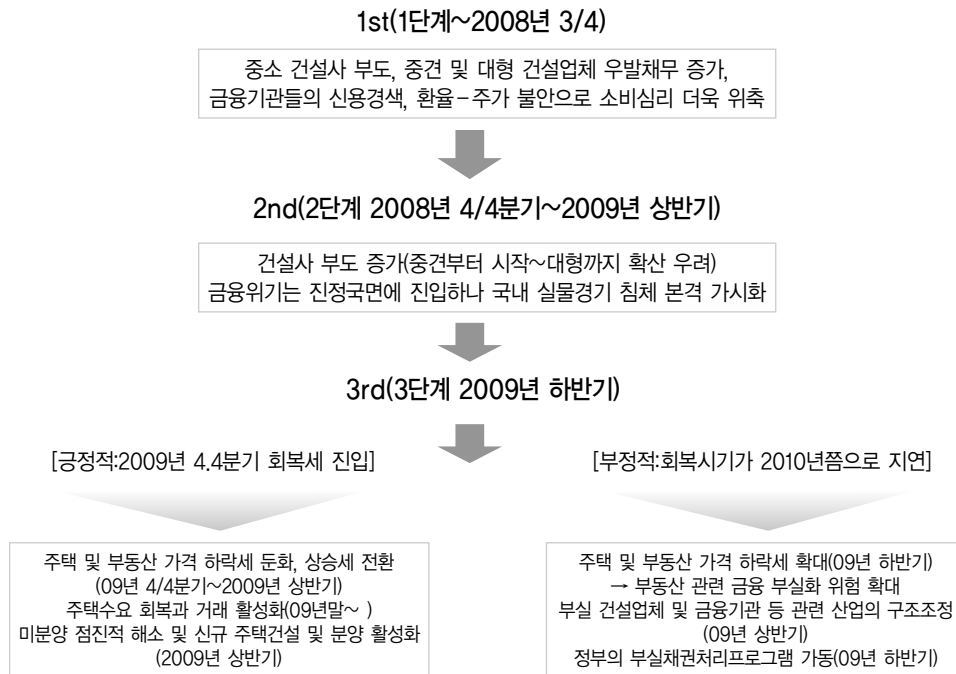 1st(1단계~2008년 3/4)
중소 건설사 부도, 중견 및 대형 건설업체 우발채무 증가,
금융기관들의 신용경색, 환율-주가 불안으로 소비심리 더욱 위축
2nd(2단계 2008년 4/4분기~2009년 상반기)
건설사 부도 증가(중견부터 시작~대형까지 확산 우려)
금융위기는 진정국면에 진입하나 국내 실물경기 침체 본격 가시화
3rd(3단계 2009년 하반기)
[긍정적:2009년 4.4분기 회복세 진입]
주택 및 부동산 가격 하락세 둔화, 상승세 전환
(09년 4/4분기~2009년 상반기)
주택수요 회복과 거래 활성화(09년말~ )
미분양 점진적 해소 및 신규 주택건설 및 분양 활성화
(2009년 상반기)
[부정적:회복시기가 2010년쯤으로 지연]
주택 및 부동산 가격 하락세 확대(09년 하반기)
→ 부동산 관련 금융 부실화 위험 확대
부실 건설업체 및 금융기관 등 관련 산업의 구조조정
(09년 상반기)
정부의 부실채권처리프로그램 가동(09년 하반기)